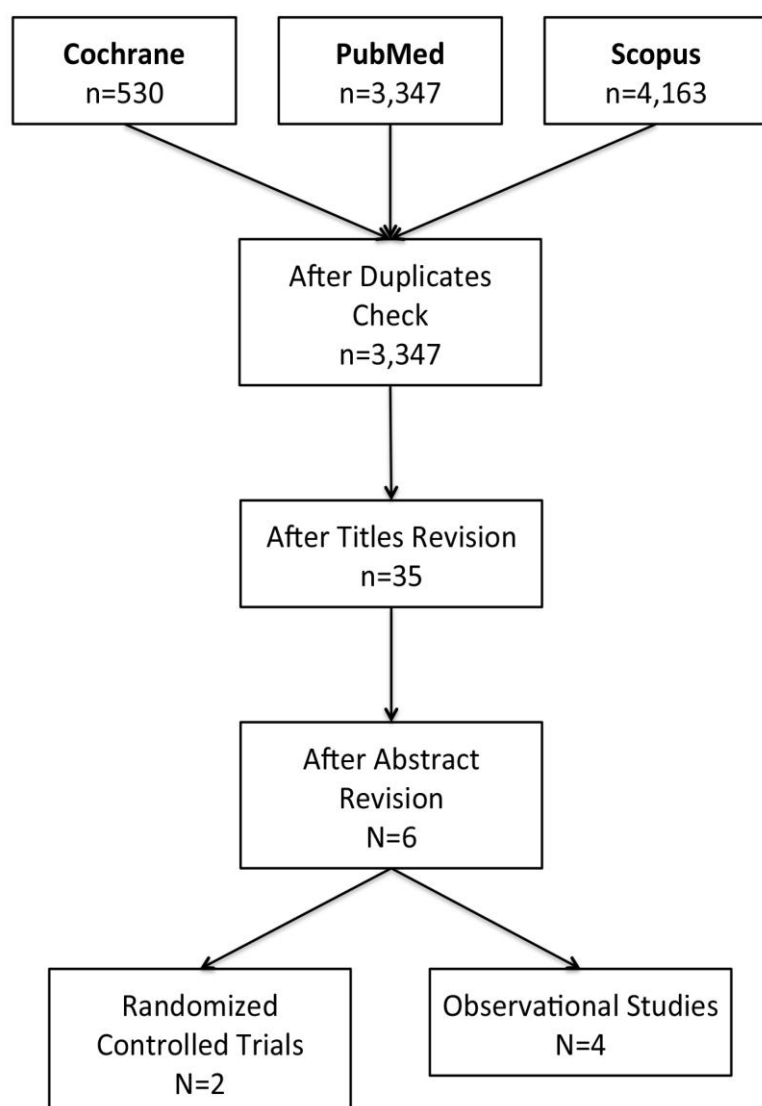 Cochrane
n=530
PubMed
n=3,347
Scopus
n=4,163
After Duplicates
Check
n=3,347
After Titles Revision
n=35
After Abstract
Revision
N=6
Randomized
Controlled Trials
N=2
Observational Studies
N=4